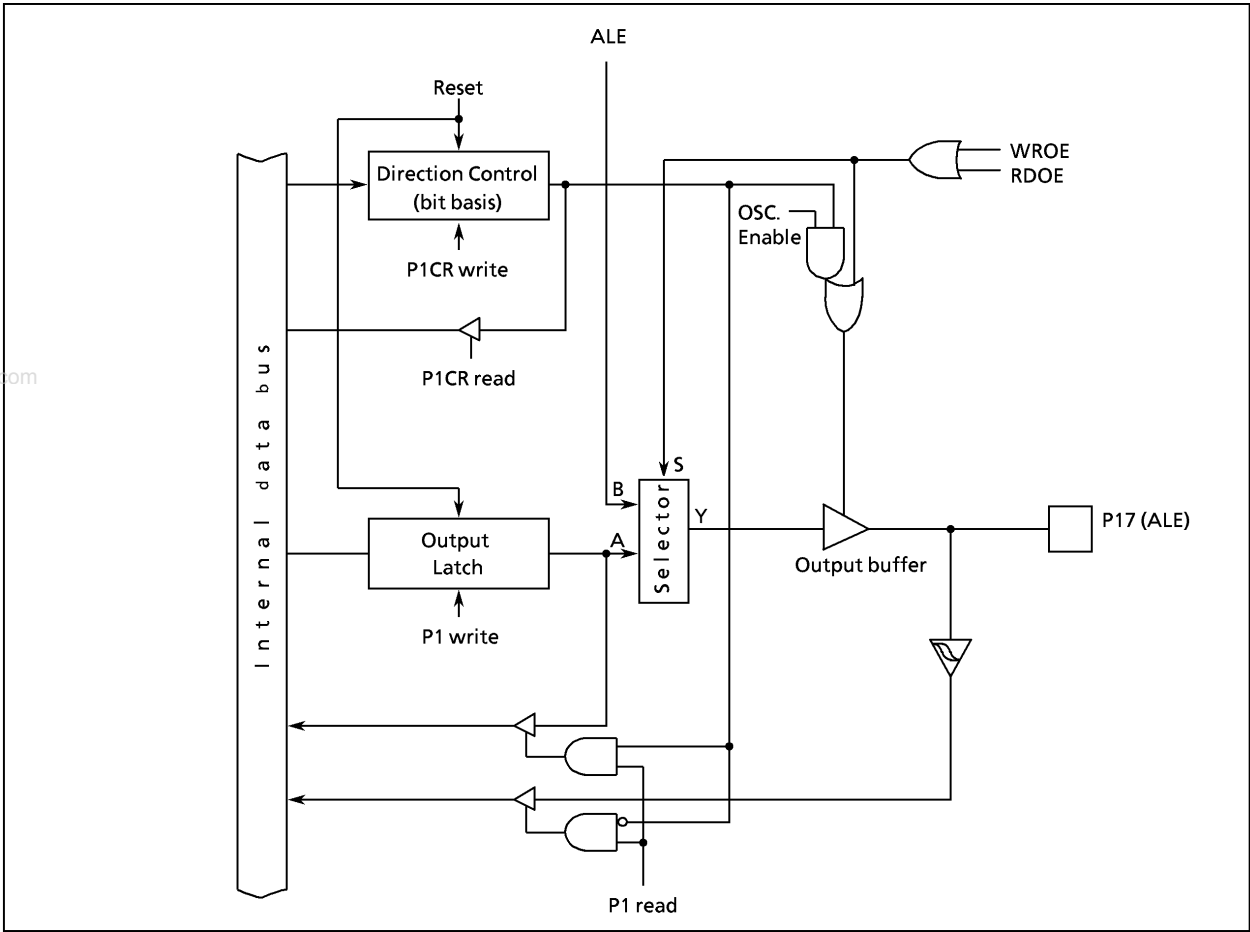 ALE
Reset
WROE
RDOE
Direction Control
(bit basis)
OSC.
Enable
P1CR write
com
P1CR read
Internal data bus
S
B
Selector
Y
P17 (ALE)
A
Output
Latch
Output buffer
P1 write
P1 read